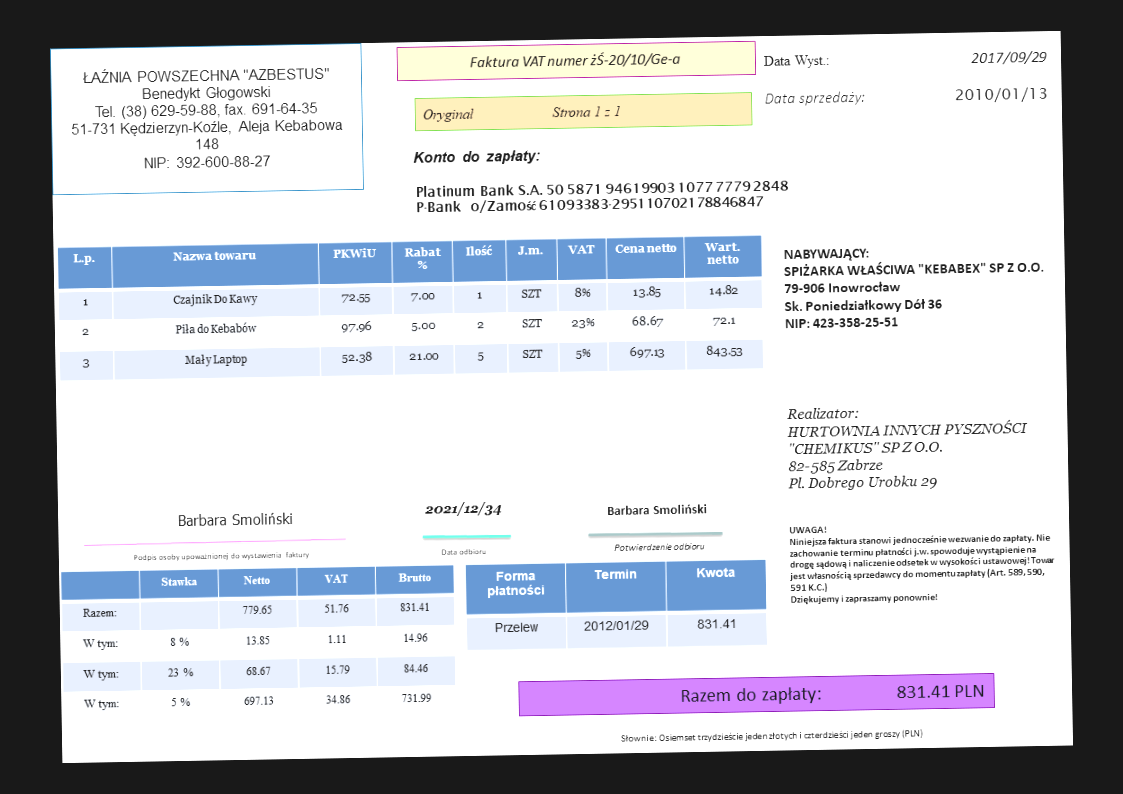 ŁAŹNIA POWSZECHNA "AZBESTUS"
Benedykt Głogowski
Tel. (38) 629-59-88, fax. 691-64-35
51-731 Kędzierzyn-Koźle, Aleja Kebabowa
148
NIP: 392-600-88-27
Faktura VAT numer żŚ-20/10/Ge-a
Oryginał Strona 1 z 1
Data Wyst.: 2017/09/29
Data sprzedaży: 2010/01/13
Konto do zapłaty:
Platinum Bank S.A. 50 5871 94619903 1077 7779 2848
P-Bank o/Zamość 61093383-295110702178846847
L.p. Nazwa towaru PKWiU Rabat % Ilość J.m. VAT Cena netto Wart. netto
1 Czajnik Do Kawy 72.55 7.00 1 SZT 8% 13.85 14.82
2 Piła do Kebabów 97.96 5.00 2 SZT 23% 68.67 72.1
3 Mały Laptop 52.38 21.00 5 SZT 5% 697.13 843.53
NABYWAJĄCY:
SPIŻARKA WŁAŚCIWA "KEBABEX" SP Z O.O.
79-906 Inowrocław
Sk. Poniedziałkowy Dół 36
NIP: 423-358-25-51
Realizator:
HURTOWNIA INNYCH PYSZNOŚCI
"CHEMIKUS" SP Z O.O.
82-585 Zabrze
Pl. Dobrego Urobku 29
Barbara Smoliński
Podpis osoby upoważnionej do wystawienia faktury
2021/12/34
Data odbioru
Barbara Smoliński
Potwierdzenie odbioru
UWAGA!
Niniejsza faktura stanowi jednocześnie wezwanie do zapłaty. Nie
zachowanie terminu płatności j.w. spowoduje wystąpienie na
drogę sądową i naliczenie odsetek w wysokości ustawowej! Towar
jest własnością sprzedawcy do momentu zapłaty (Art. 589, 590,
591 K.C.)
Dziękujemy i zapraszamy ponownie!
Stawka Netto VAT Brutto
Razem: 779.65 51.76 831.41
W tym: 8 % 13.85 1.11 14.96
W tym: 23 % 68.67 15.79 84.46
W tym: 5 % 697.13 34.86 731.99
Forma płatności Termin Kwota
Przelew 2012/01/29 831.41
Razem do zapłaty: 831.41 PLN
Słownie: Osiemset trzydzieście jeden złotych i czterdzieści jeden groszy (PLN)